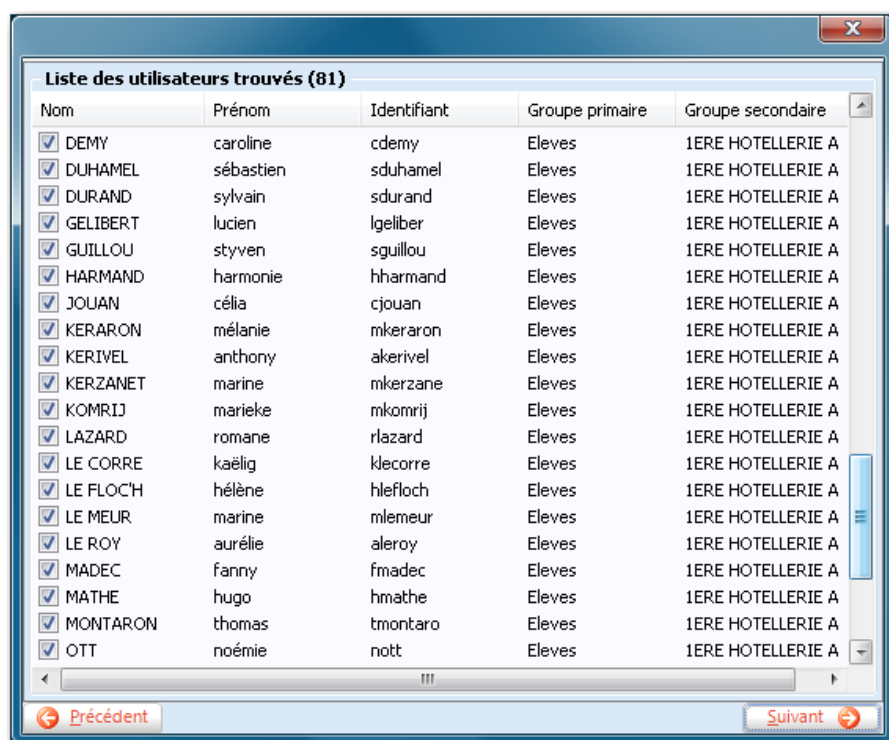 Liste des utilisateurs trouvés (81)
Nom Prénom Identifiant Groupe primaire Groupe secondaire
DEMY caroline cdemy Eleves 1ERE HOTELLERIE A
DUHAMEL sébastien sduhamel Eleves 1ERE HOTELLERIE A
DURAND sylvain sdurand Eleves 1ERE HOTELLERIE A
GELIBERT lucien lgeliber Eleves 1ERE HOTELLERIE A
GUILLOU styven sguillou Eleves 1ERE HOTELLERIE A
HARMAND harmonie hharmand Eleves 1ERE HOTELLERIE A
JOUAN célia cjouan Eleves 1ERE HOTELLERIE A
KERARON mélanie mkeraron Eleves 1ERE HOTELLERIE A
KERIVEL anthony akerivel Eleves 1ERE HOTELLERIE A
KERZANET marine mkerzane Eleves 1ERE HOTELLERIE A
KOMRIJ marieke mkomrij Eleves 1ERE HOTELLERIE A
LAZARD romane rlazard Eleves 1ERE HOTELLERIE A
LE CORRE kaëlig klecorre Eleves 1ERE HOTELLERIE A
LE FLOC'H hélène hlefloch Eleves 1ERE HOTELLERIE A
LE MEUR marine mlemeur Eleves 1ERE HOTELLERIE A
LE ROY aurélie aleroy Eleves 1ERE HOTELLERIE A
MADEC fanny fmadec Eleves 1ERE HOTELLERIE A
MATHE hugo hmathe Eleves 1ERE HOTELLERIE A
MONTARON thomas tmontaro Eleves 1ERE HOTELLERIE A
OTT noémie nott Eleves 1ERE HOTELLERIE A
Précédent Suivant